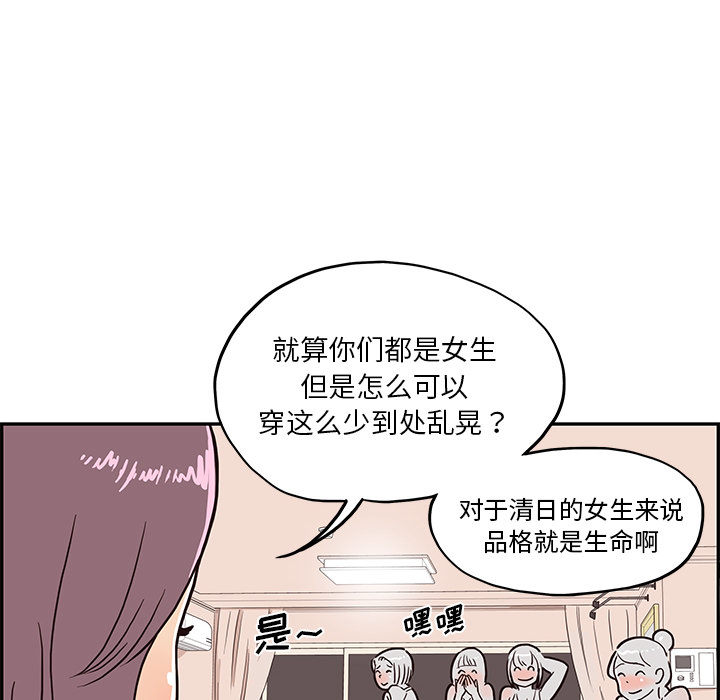 就算你们都是女生
但是怎么可以
穿这么少到处乱晃？
对于清日的女生来说
品格就是生命啊
是~
嘿嘿